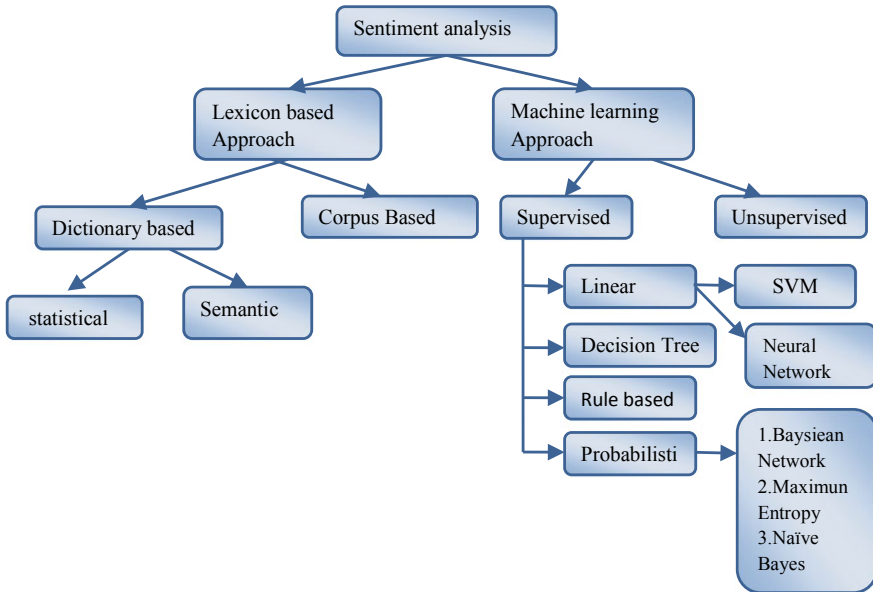 Sentiment analysis
Lexicon based
Approach
Machine learning
Approach
Dictionary based
Corpus Based
Supervised
Unsupervised
statistical
Semantic
Linear
SVM
Decision Tree
Neural
Network
Rule based
Probabilisti
1.Baysiean
Network
2.Maximun
Entropy
3.Naïve
Bayes